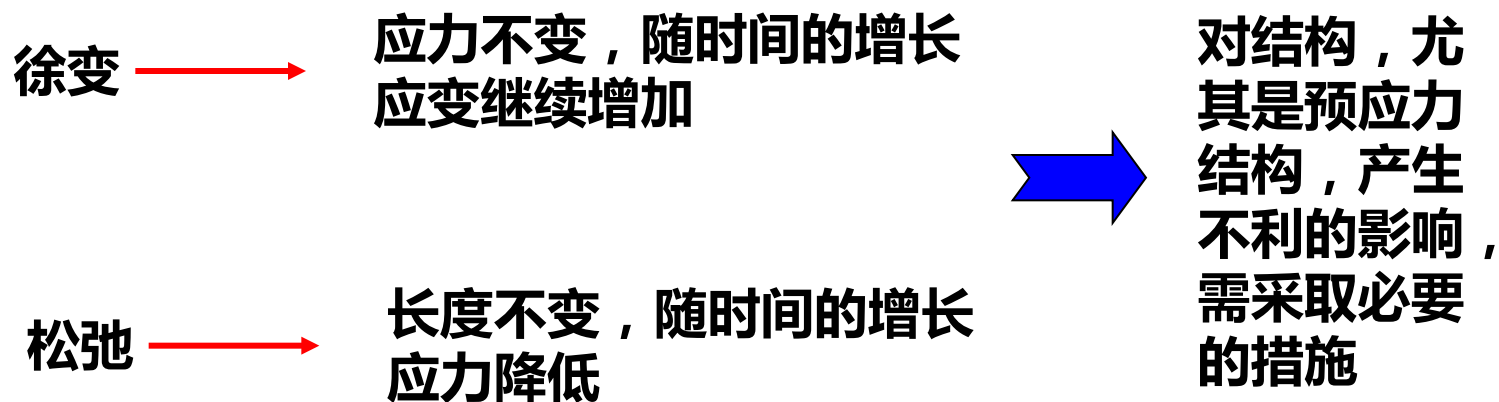 徐变
应力不变，随时间的增长
应变继续增加
松弛
长度不变，随时间的增长
应力降低
对结构，尤
其是预应力
结构，产生
不利的影响，
需采取必要
的措施